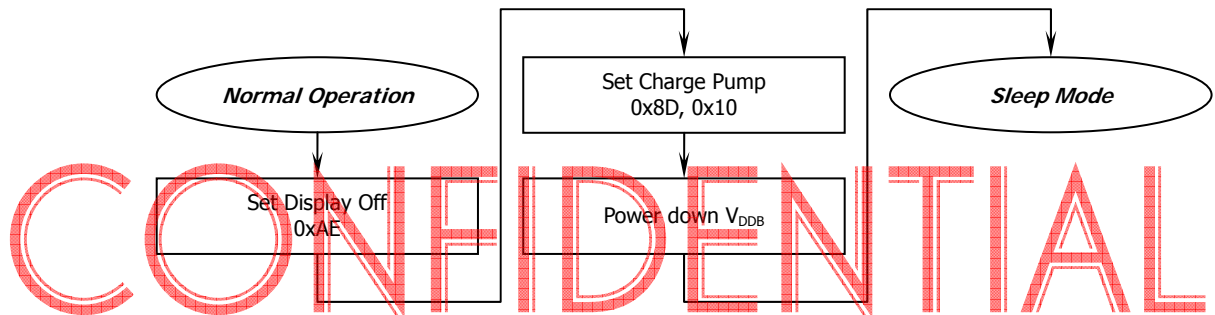 Normal Operation
Set Display Off
0xAE
Set Charge Pump
0x8D, 0x10
Power down VDDB
Sleep Mode
CONFIDENTIAL